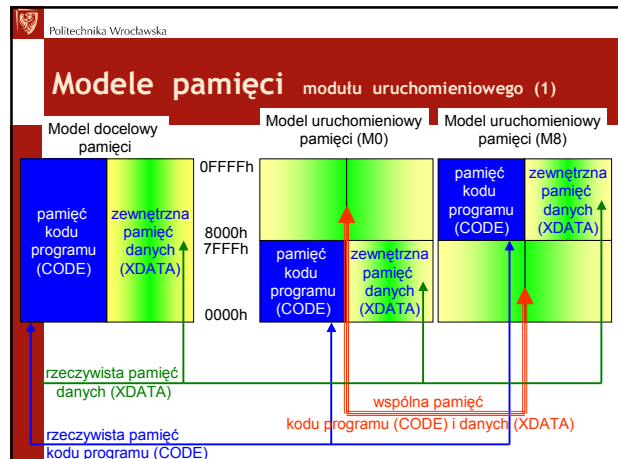 Politechnika Wrocławska
Modele pamięci modułu uruchomieniowego (1)
Model docelowy
pamięci
Model uruchomieniowy
pamięci (M0)
Model uruchomieniowy
pamięci (M8)
0FFFFh
8000h
7FFFh
0000h
pamięć
kodu
programu
(CODE)
zewnętrzna
pamięć
danych
(XDATA)
pamięć
kodu
programu
(CODE)
zewnętrzna
pamięć
danych
(XDATA)
pamięć
kodu
programu
(CODE)
zewnętrzna
pamięć
danych
(XDATA)
rzeczywista pamięć
danych (XDATA)
wspólna pamięć
kodu programu (CODE) i danych (XDATA)
rzeczywista pamięć
kodu programu (CODE)